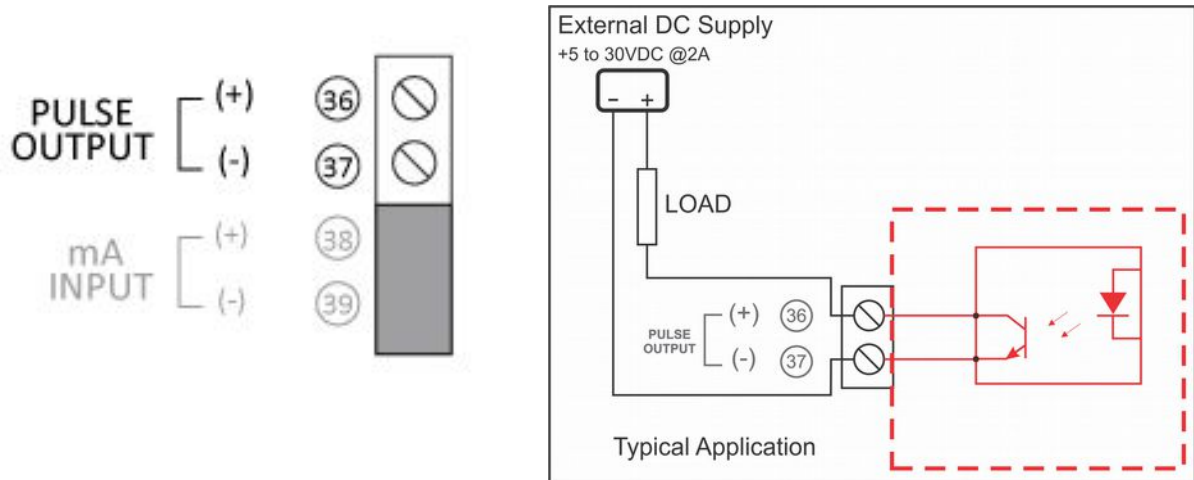 PULSE
OUTPUT
(+)
(-)
36
37
mA
INPUT
(+)
(-)
38
39
External DC Supply
+5 to 30VDC @2A
- +
LOAD
PULSE
OUTPUT
(+)
(-)
36
37
Typical Application